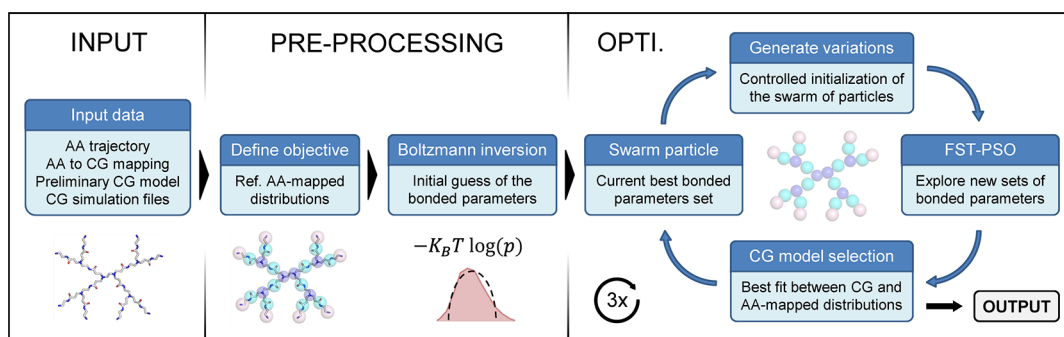 INPUT
PRE-PROCESSING
OPTI.
Input data
AA trajectory
AA to CG mapping
Preliminary CG model
CG simulation files
Define objective
Ref. AA-mapped
distributions
Boltzmann inversion
Initial guess of the
bonded parameters
−K_BT log(p)
Swarm particle
Current best bonded
parameters set
Generate variations
Controlled initialization of
the swarm of particles
FST-PSO
Explore new sets of
bonded parameters
CG model selection
Best fit between CG and
AA-mapped distributions
3x
OUTPUT